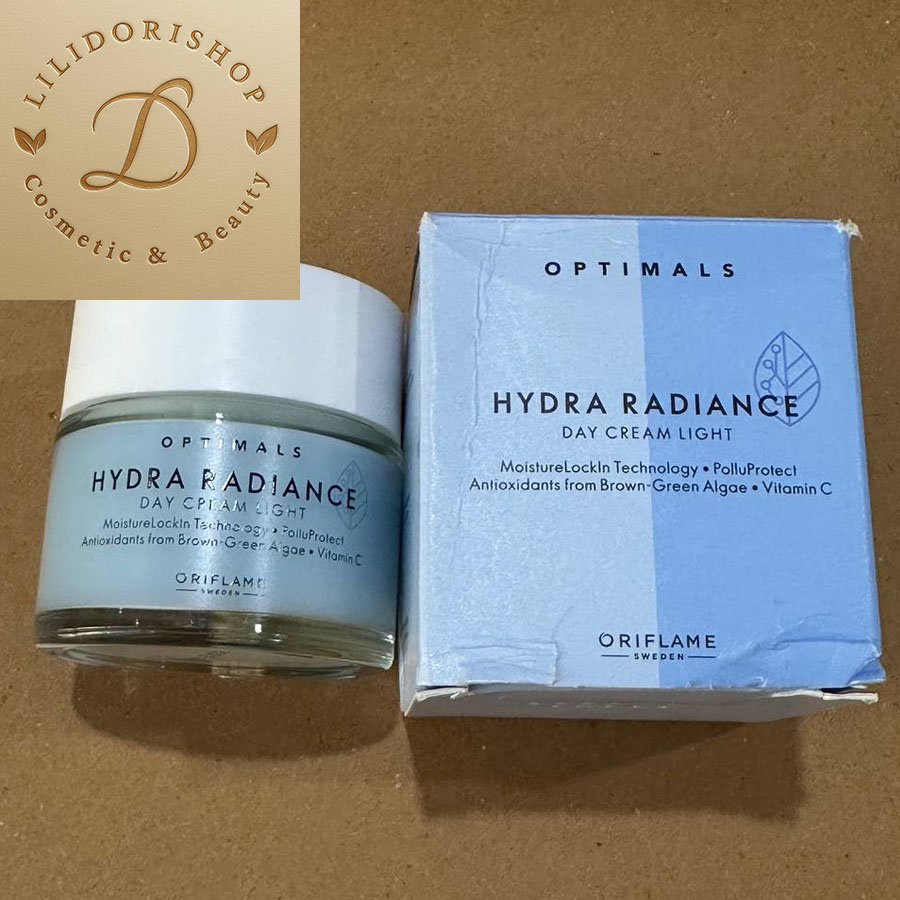 LILIDORISHOP
D
Cosmetic & Beauty
OPTIMALS
HYDRA RADIANCE
DAY CREAM LIGHT
MoistureLockIn Technology • PolluProtect
Antioxidants from Brown-Green Algae • Vitamin C
ORIFLAME
SWEDEN
OPTIMALS
HYDRA RADIANCE
DAY CREAM LIGHT
MoistureLockIn Technology • PolluProtect
Antioxidants from Brown-Green Algae • Vitamin C
ORIFLAME
SWEDEN